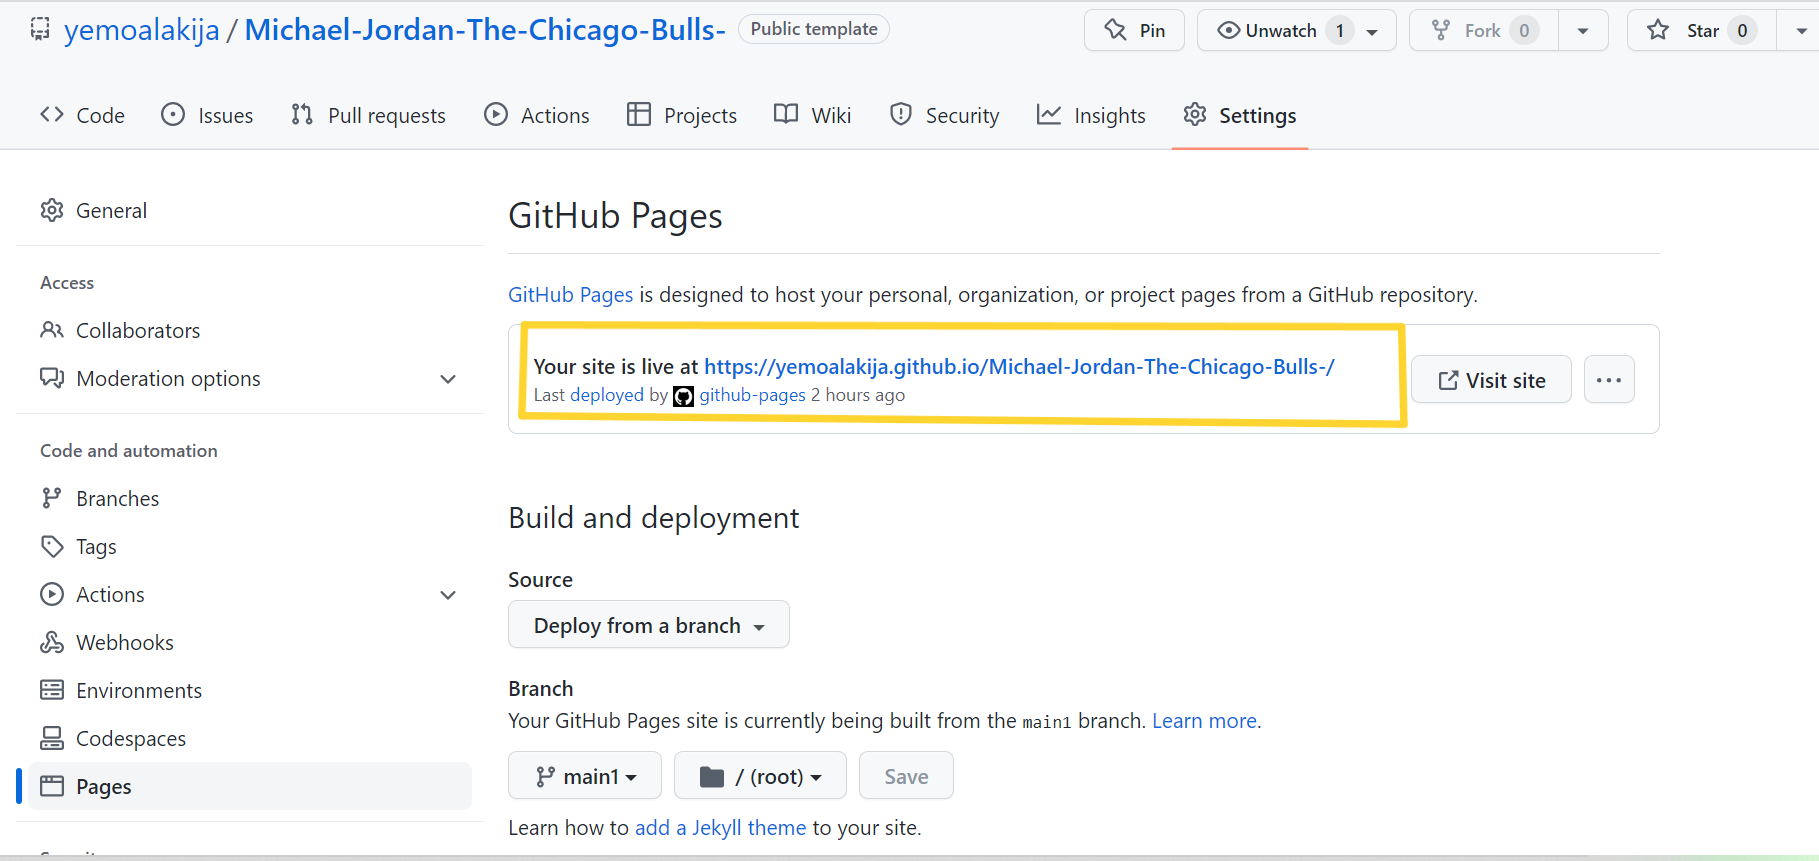 yemoalakija / Michael-Jordan-The-Chicago-Bulls- Public template Pin Unwatch 1 Fork 0 Star 0
Code Issues Pull requests Actions Projects Wiki Security Insights Settings
General
Access
Collaborators
Moderation options
Code and automation
Branches
Tags
Actions
Webhooks
Environments
Codespaces
Pages
GitHub Pages
GitHub Pages is designed to host your personal, organization, or project pages from a GitHub repository.
Your site is live at https://yemoalakija.github.io/Michael-Jordan-The-Chicago-Bulls-/
Last deployed by github-pages 2 hours ago
Visit site
Build and deployment
Source
Deploy from a branch
Branch
Your GitHub Pages site is currently being built from the main1 branch. Learn more.
main1 / (root) Save
Learn how to add a Jekyll theme to your site.